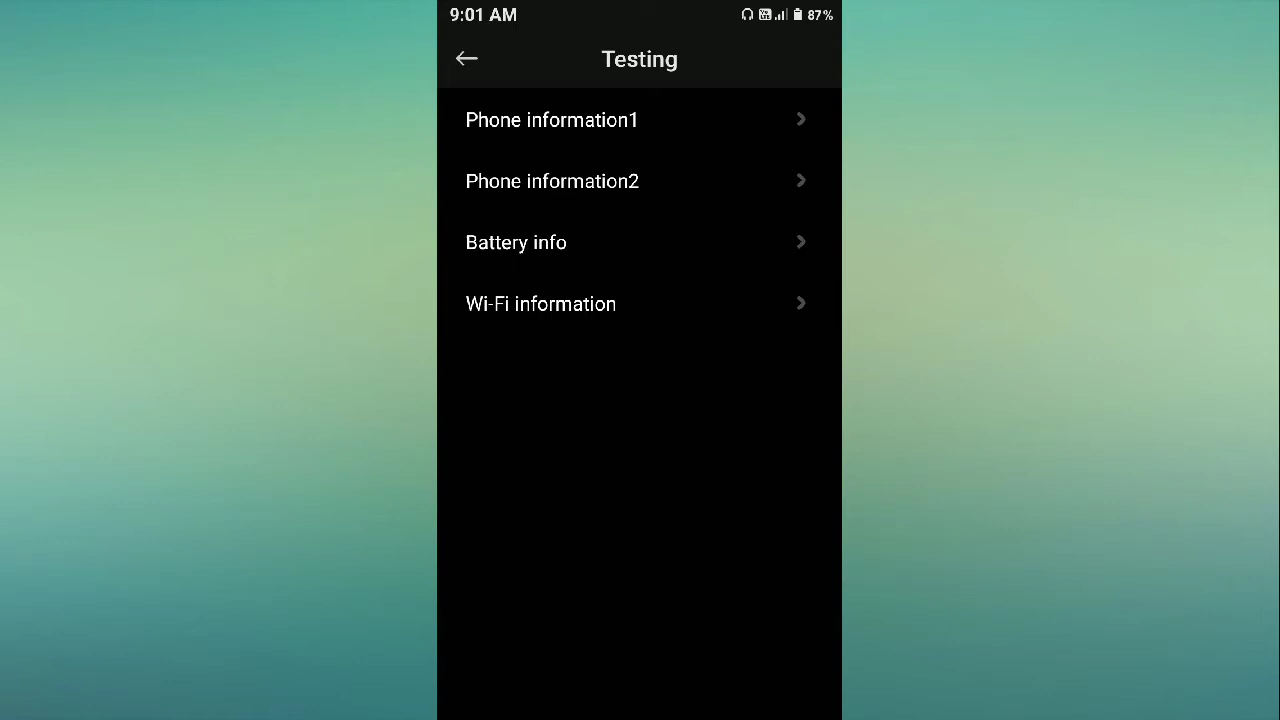 9:01 AM 87%
Testing
Phone information1
Phone information2
Battery info
Wi-Fi information